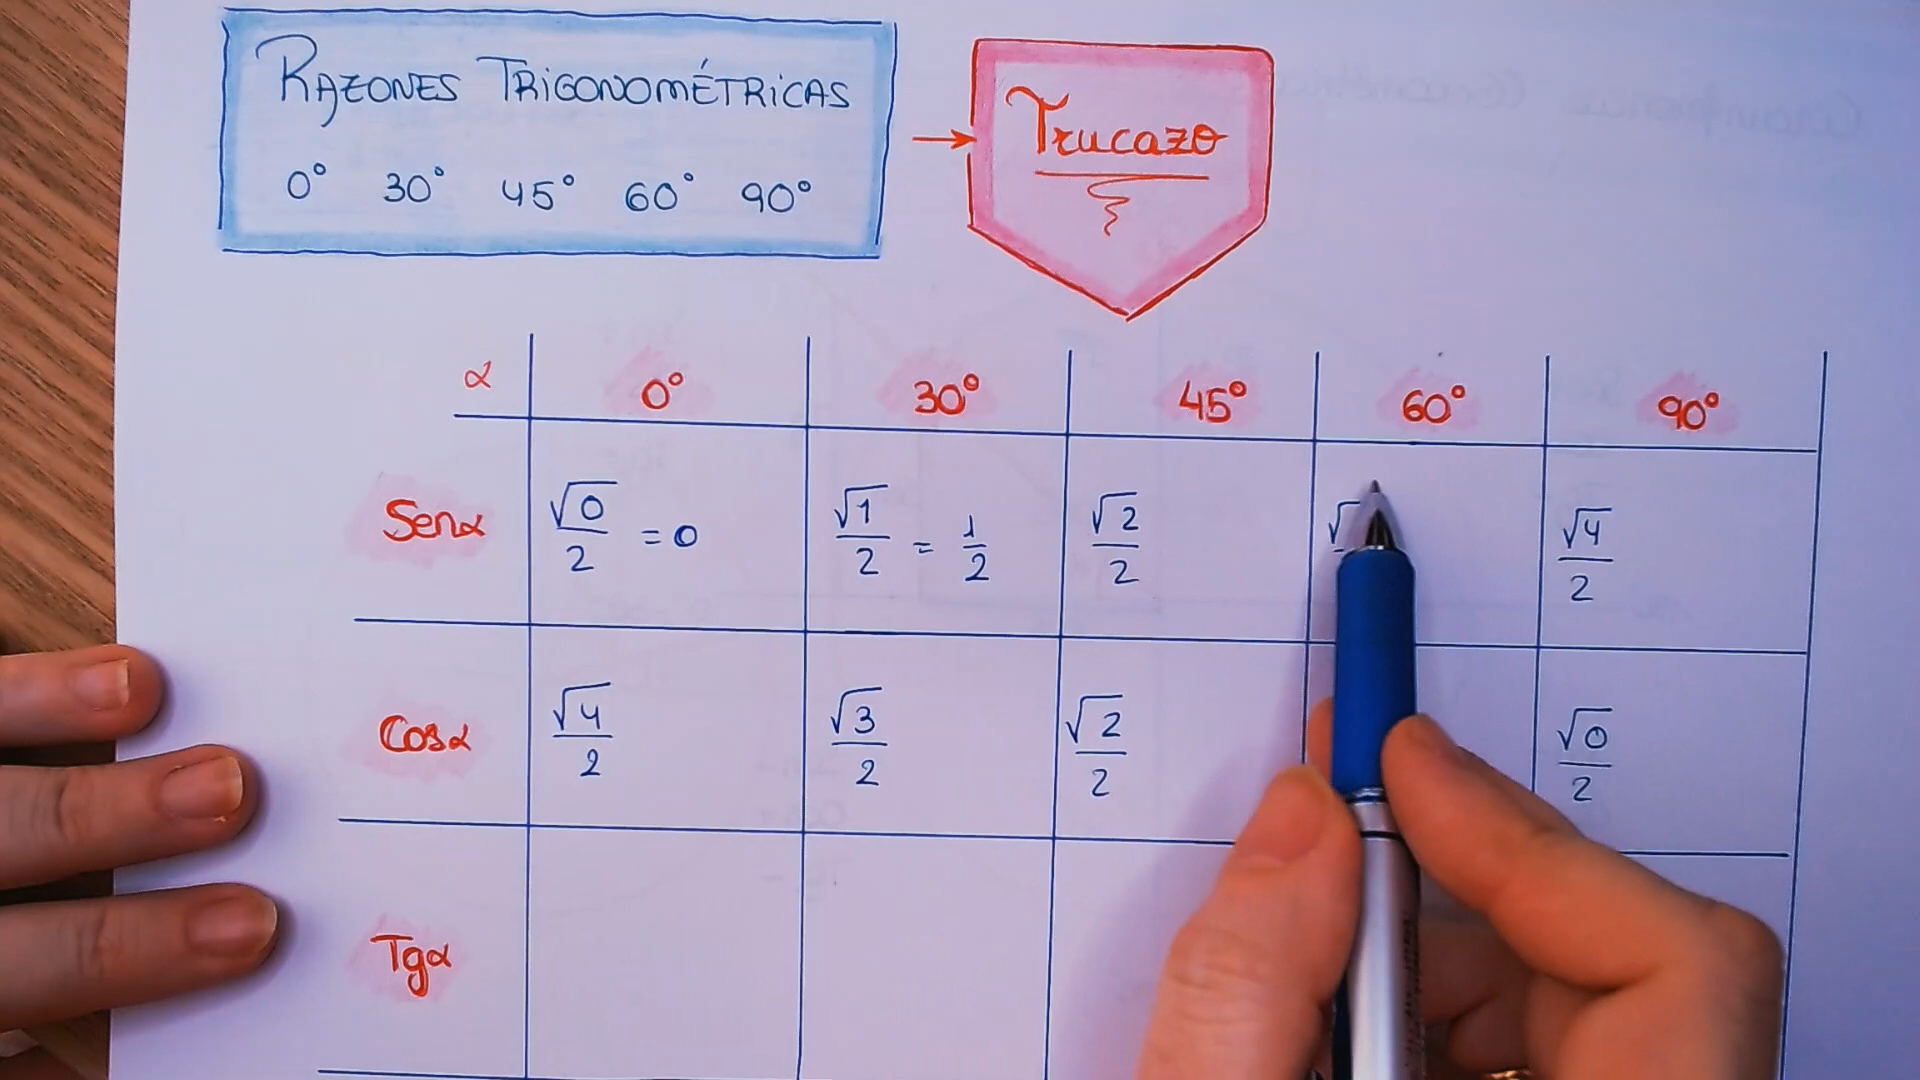 RAZONES TRIGONOMÉTRICAS
0° 30° 45° 60° 90°
Trucazo
α 0° 30° 45° 60° 90°
Senα √0/2 = 0 √1/2 = 1/2 √2/2 √ √4/2
Cosα √4/2 √3/2 √2/2 √0/2
Tgα